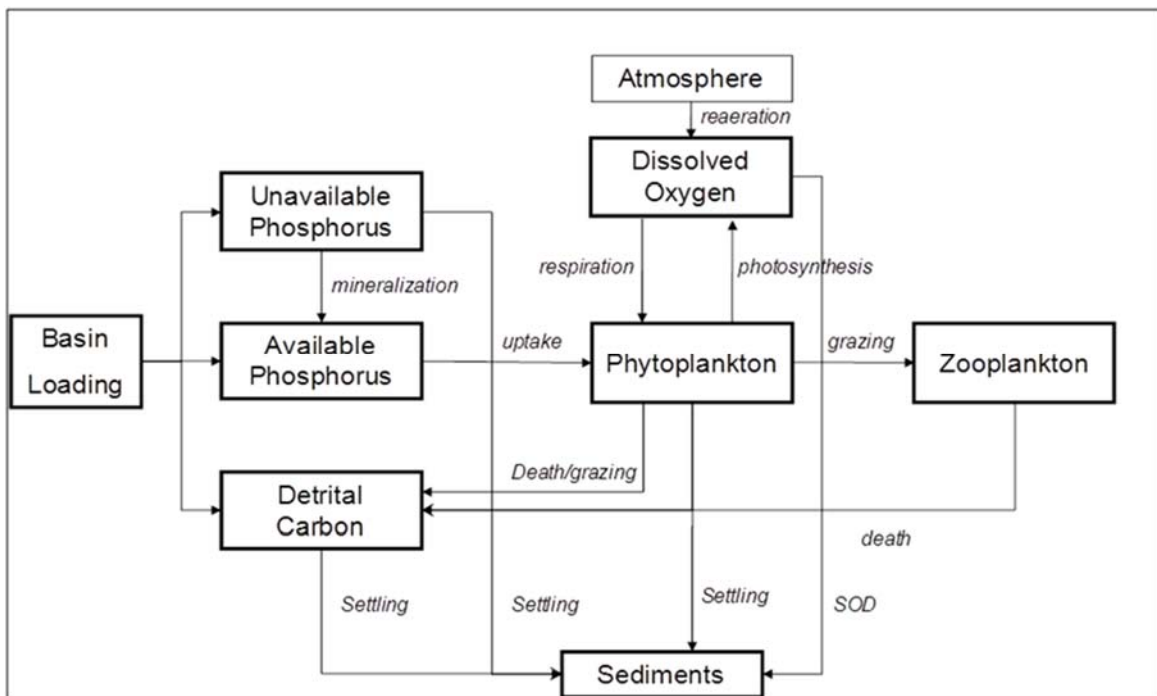 Atmosphere
reaeration
Dissolved
Oxygen
Unavailable
Phosphorus
respiration
photosynthesis
mineralization
Basin
Loading
Available
Phosphorus
uptake
Phytoplankton
grazing
Zooplankton
Death/grazing
Detrital
Carbon
death
Settling
Settling
Settling
SOD
Sediments